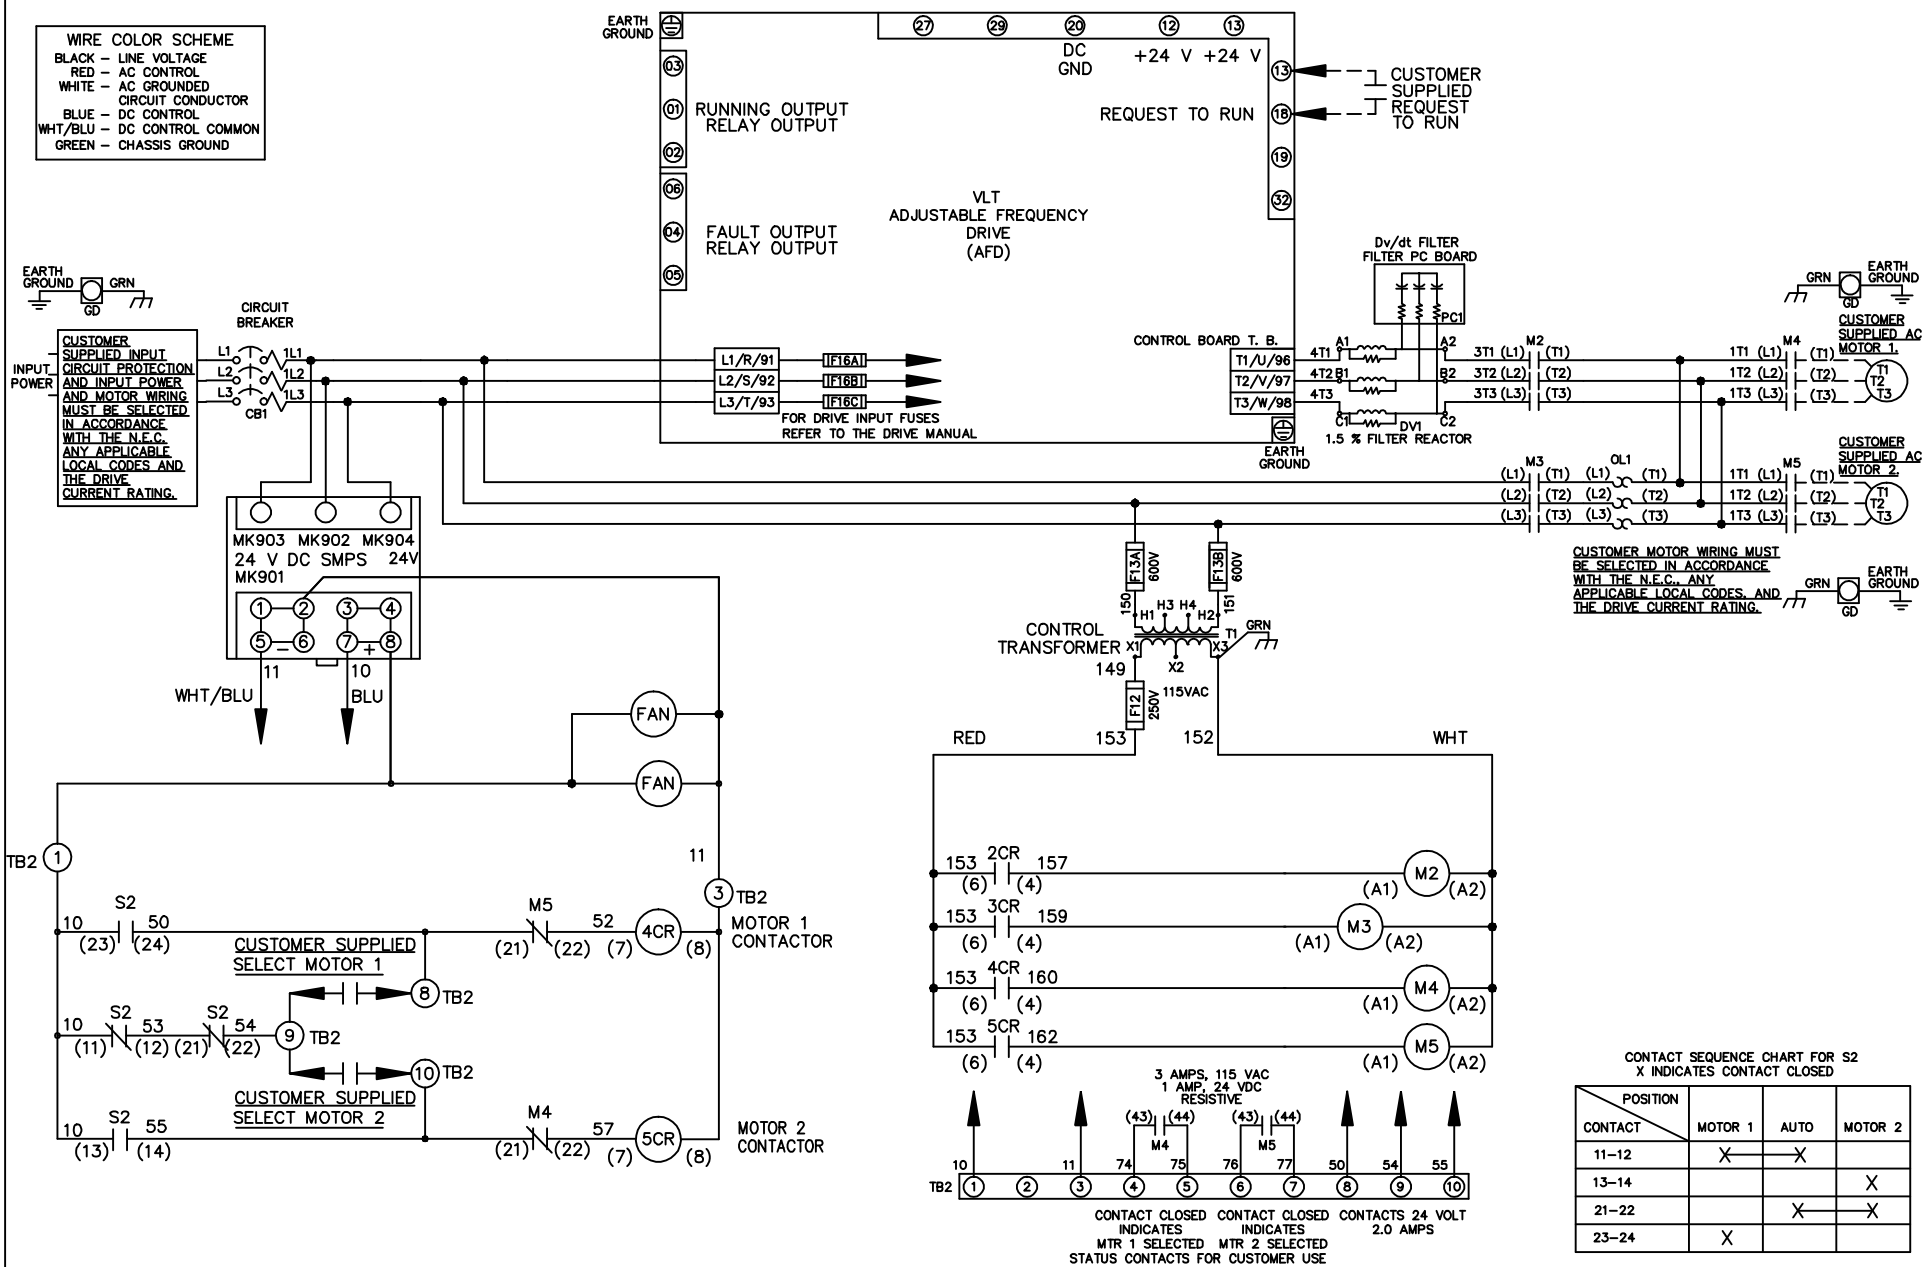 WIRE COLOR SCHEME
BLACK – LINE VOLTAGE
RED – AC CONTROL
WHITE – AC GROUNDED
CIRCUIT CONDUCTOR
BLUE – DC CONTROL
WHT/BLU – DC CONTROL COMMON
GREEN – CHASSIS GROUND
EARTH
GROUND
27 29 20 12 13
DC
GND
+24 V +24 V
03
01
02
RUNNING OUTPUT
RELAY OUTPUT
06
04
05
FAULT OUTPUT
RELAY OUTPUT
VLT
ADJUSTABLE FREQUENCY
DRIVE
(AFD)
REQUEST TO RUN
13
18
19
32
CUSTOMER
SUPPLIED
REQUEST
TO RUN
EARTH
GROUND
GRN
GD
CIRCUIT
BREAKER
INPUT
POWER
CUSTOMER
SUPPLIED INPUT
CIRCUIT PROTECTION
AND INPUT POWER
AND MOTOR WIRING
MUST BE SELECTED
IN ACCORDANCE
WITH THE N.E.C.
ANY APPLICABLE
LOCAL CODES AND
THE DRIVE
CURRENT RATING.
L1 1L1
L2 1L2
L3 1L3
CB1
L1/R/91 F16A
L2/S/92 F16B
L3/T/93 F16C
FOR DRIVE INPUT FUSES
REFER TO THE DRIVE MANUAL
CONTROL BOARD T. B.
T1/U/96
T2/V/97
T3/W/98
EARTH
GROUND
Dv/dt FILTER
FILTER PC BOARD
PC1
4T1 A1 A2
4T2 B1 B2
4T3 C1 C2
DV1
1.5 % FILTER REACTOR
M2
3T1 (L1) (T1)
3T2 (L2) (T2)
3T3 (L3) (T3)
M4
1T1 (L1) (T1)
1T2 (L2) (T2)
1T3 (L3) (T3)
GRN
GD
EARTH
GROUND
CUSTOMER
SUPPLIED AC
MOTOR 1.
T1
T2
T3
M3 OL1
(L1) (T1) (L1) (T1)
(L2) (T2) (L2) (T2)
(L3) (T3) (L3) (T3)
M5
1T1 (L1) (T1)
1T2 (L2) (T2)
1T3 (L3) (T3)
CUSTOMER
SUPPLIED AC
MOTOR 2.
T1
T2
T3
CUSTOMER MOTOR WIRING MUST
BE SELECTED IN ACCORDANCE
WITH THE N.E.C., ANY
APPLICABLE LOCAL CODES, AND
THE DRIVE CURRENT RATING.
GRN
GD
EARTH
GROUND
MK903 MK902 MK904
24 V DC SMPS 24V
MK901
1 2 3 4
5 – 6 7 + 8
11 10
WHT/BLU BLU
FAN
FAN
F13A 600V
F13B 600V
150 151
H1 H3 H4 H2
CONTROL
TRANSFORMER
T1
GRN
X1 X2 X3
149
115VAC
F12 250V
153 152
RED WHT
TB2 1
11
3 TB2
S2
10 50
(23) (24)
M5
(21) (22)
52
(7) 4CR (8)
MOTOR 1
CONTACTOR
CUSTOMER SUPPLIED
SELECT MOTOR 1
8 TB2
S2 S2
10 53 54
(11) (12) (21) (22)
9 TB2
10 TB2
CUSTOMER SUPPLIED
SELECT MOTOR 2
S2
10 55
(13) (14)
M4
(21) (22)
57
(7) 5CR (8)
MOTOR 2
CONTACTOR
2CR
153 157
(6) (4)
(A1) M2 (A2)
3CR
153 159
(6) (4)
(A1) M3 (A2)
4CR
153 160
(6) (4)
(A1) M4 (A2)
5CR
153 162
(6) (4)
(A1) M5 (A2)
3 AMPS, 115 VAC
1 AMP, 24 VDC
RESISTIVE
(43) (44) (43) (44)
M4 M5
10 11 74 75 76 77 50 54 55
TB2 1 2 3 4 5 6 7 8 9 10
CONTACT CLOSED
INDICATES
MTR 1 SELECTED
CONTACT CLOSED
INDICATES
MTR 2 SELECTED
STATUS CONTACTS FOR CUSTOMER USE
CONTACTS 24 VOLT
2.0 AMPS
CONTACT SEQUENCE CHART FOR S2
X INDICATES CONTACT CLOSED
POSITION
CONTACT MOTOR 1 AUTO MOTOR 2
11–12 X X
13–14 X
21–22 X X
23–24 X